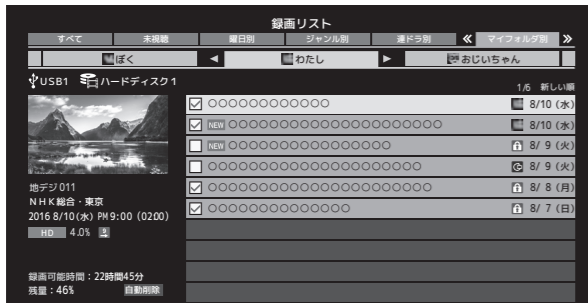 録画リスト
すべて 未視聴 曜日別 ジャンル別 連ドラ別 ≪ マイフォルダ別 ≫
ぼく ◀ わたし ▶ おじいちゃん
USB1 ハードディスク1
1/6 新しい順
○○○○○○○○○○○○ 8/10 (水)
NEW ○○○○○○○○○○○○○○○○○○○○○ 8/10 (水)
NEW ○○○○○○○○○○○○○○○○ 8/ 9 (火)
○○○○○○○○○○○○○○○○○○○○○ 8/ 9 (火)
○○○○○○○○○○○○○○○○○○○○○○ 8/ 8 (月)
○○○○○○○○○○○○○○ 8/ 7 (日)
地デジ011
NHK総合・東京
2016 8/10(水) PM9:00 (02:00)
HD 4.0%
録画可能時間:22時間45分
残量:46% 自動削除